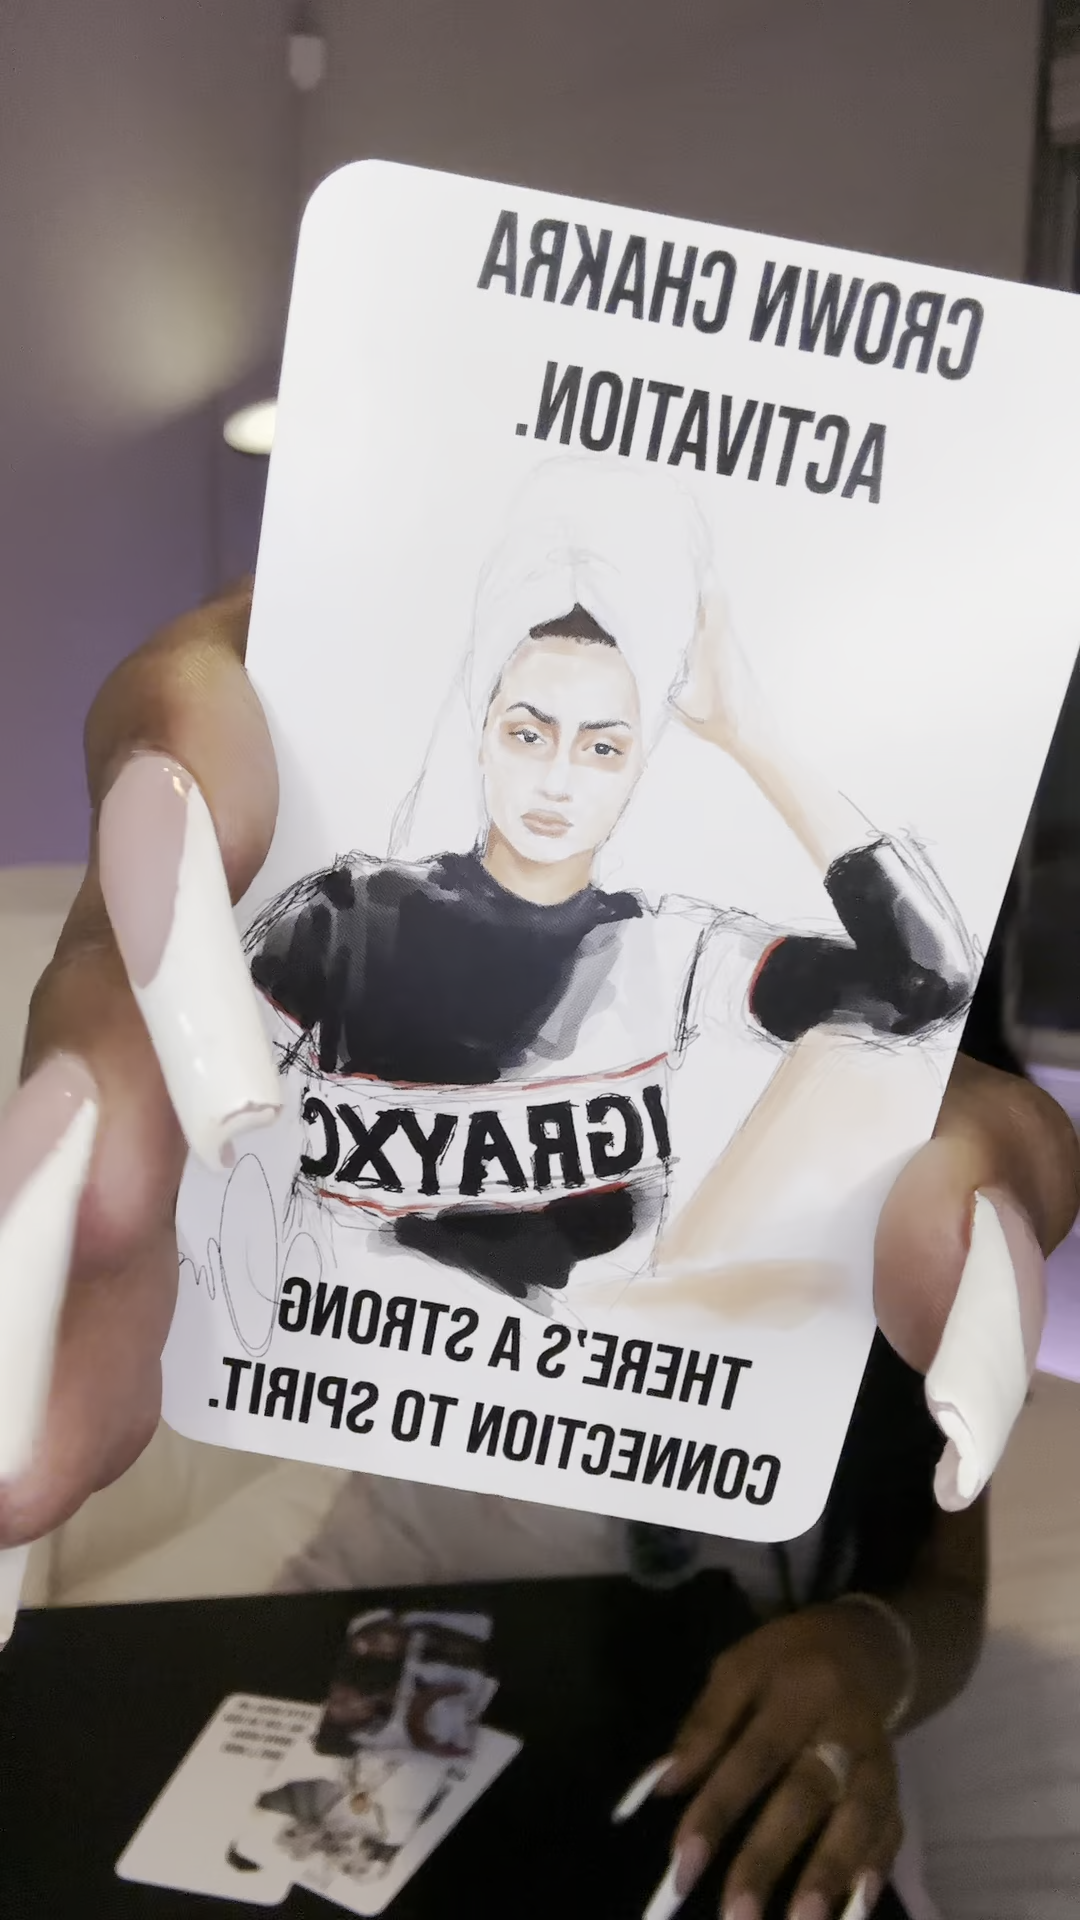 CROWN CHAKRA
ACTIVATION.
IGRAYXC
THERE'S A STRONG
CONNECTION TO SPIRIT.